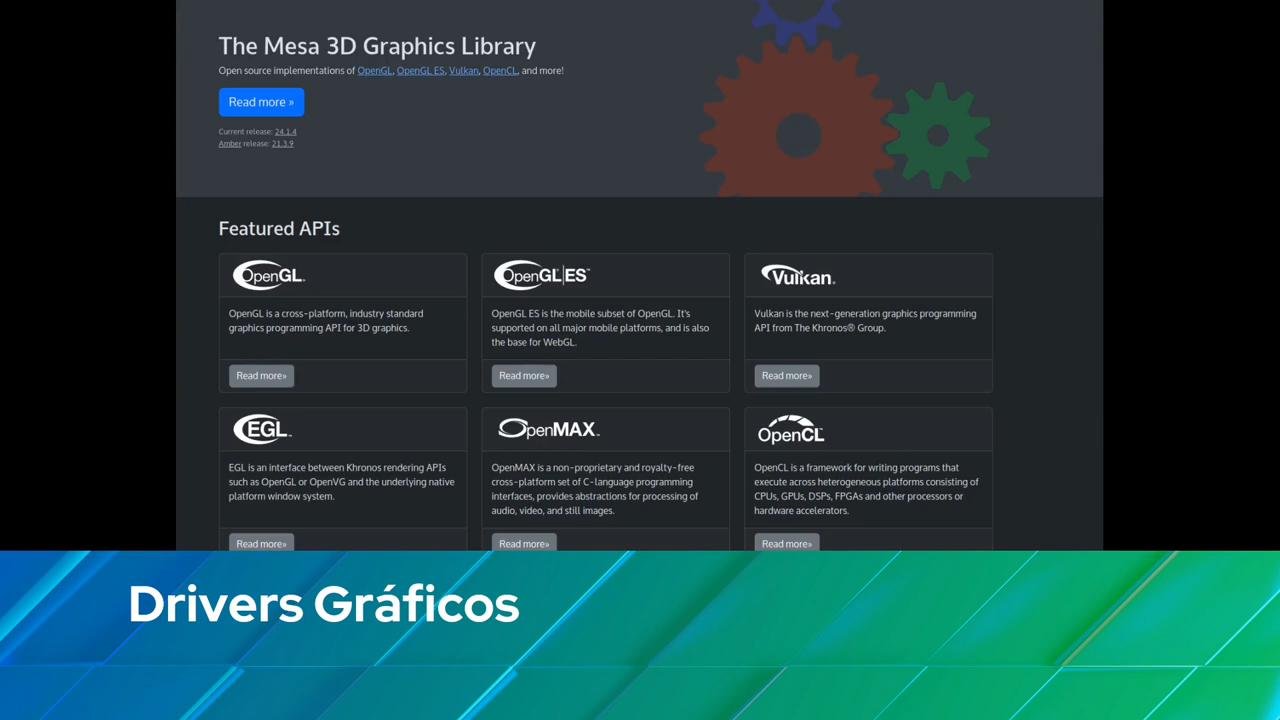 The Mesa 3D Graphics Library
Open source implementations of OpenGL, OpenGL ES, Vulkan, OpenCL, and more!
Read more »
Current release: 24.1.4
Amber release: 21.3.9
Featured APIs
OpenGL™
OpenGL|ES™
Vulkan®
OpenGL is a cross-platform, industry standard
graphics programming API for 3D graphics.
OpenGL ES is the mobile subset of OpenGL. It's
supported on all major mobile platforms, and is also
the base for WebGL.
Vulkan is the next-generation graphics programming
API from The Khronos® Group.
Read more»
Read more»
Read more»
EGL™
OpenMAX™
OpenCL™
EGL is an interface between Khronos rendering APIs
such as OpenGL or OpenVG and the underlying native
platform window system.
OpenMAX is a non-proprietary and royalty-free
cross-platform set of C-language programming
interfaces, provides abstractions for processing of
audio, video, and still images.
OpenCL is a framework for writing programs that
execute across heterogeneous platforms consisting of
CPUs, GPUs, DSPs, FPGAs and other processors or
hardware accelerators.
Read more»
Read more»
Read more»
Drivers Gráficos